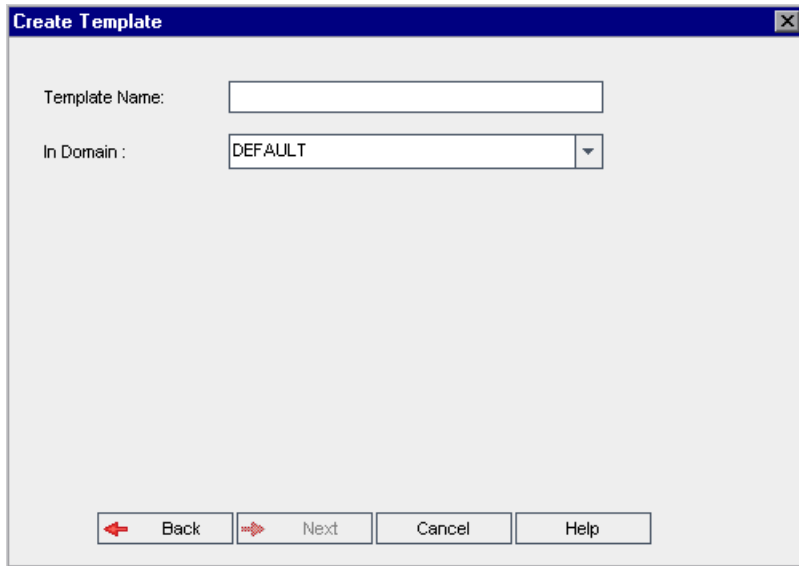 Create Template
Template Name:
In Domain :
DEFAULT
Back
Next
Cancel
Help